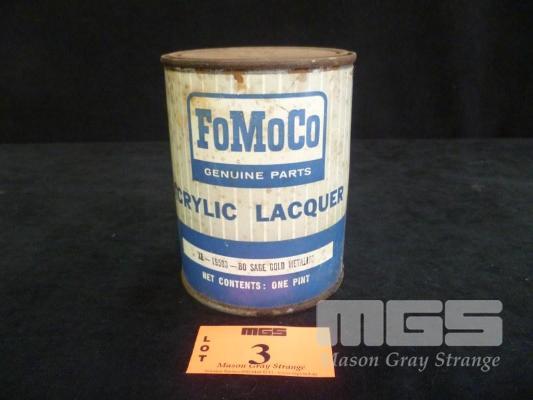 FoMoCo
GENUINE PARTS
CRYLIC LACQUER
80 SAGE GOLD METALLIC
NET CONTENTS: ONE PINT
MGS
LOT
3
Mason Gray Strange
MGS
Mason Gray Strange